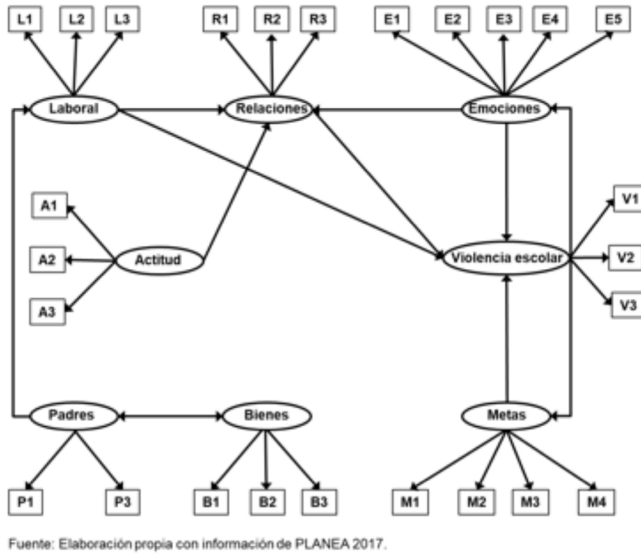 L1 L2 L3 R1 R2 R3 E1 E2 E3 E4 E5
Laboral Relaciones Emociones
A1
V1
A2 Actitud Violencia escolar V2
A3
V3
Padres Bienes Metas
P1 P3 B1 B2 B3 M1 M2 M3 M4
Fuente: Elaboración propia con información de PLANEA 2017.